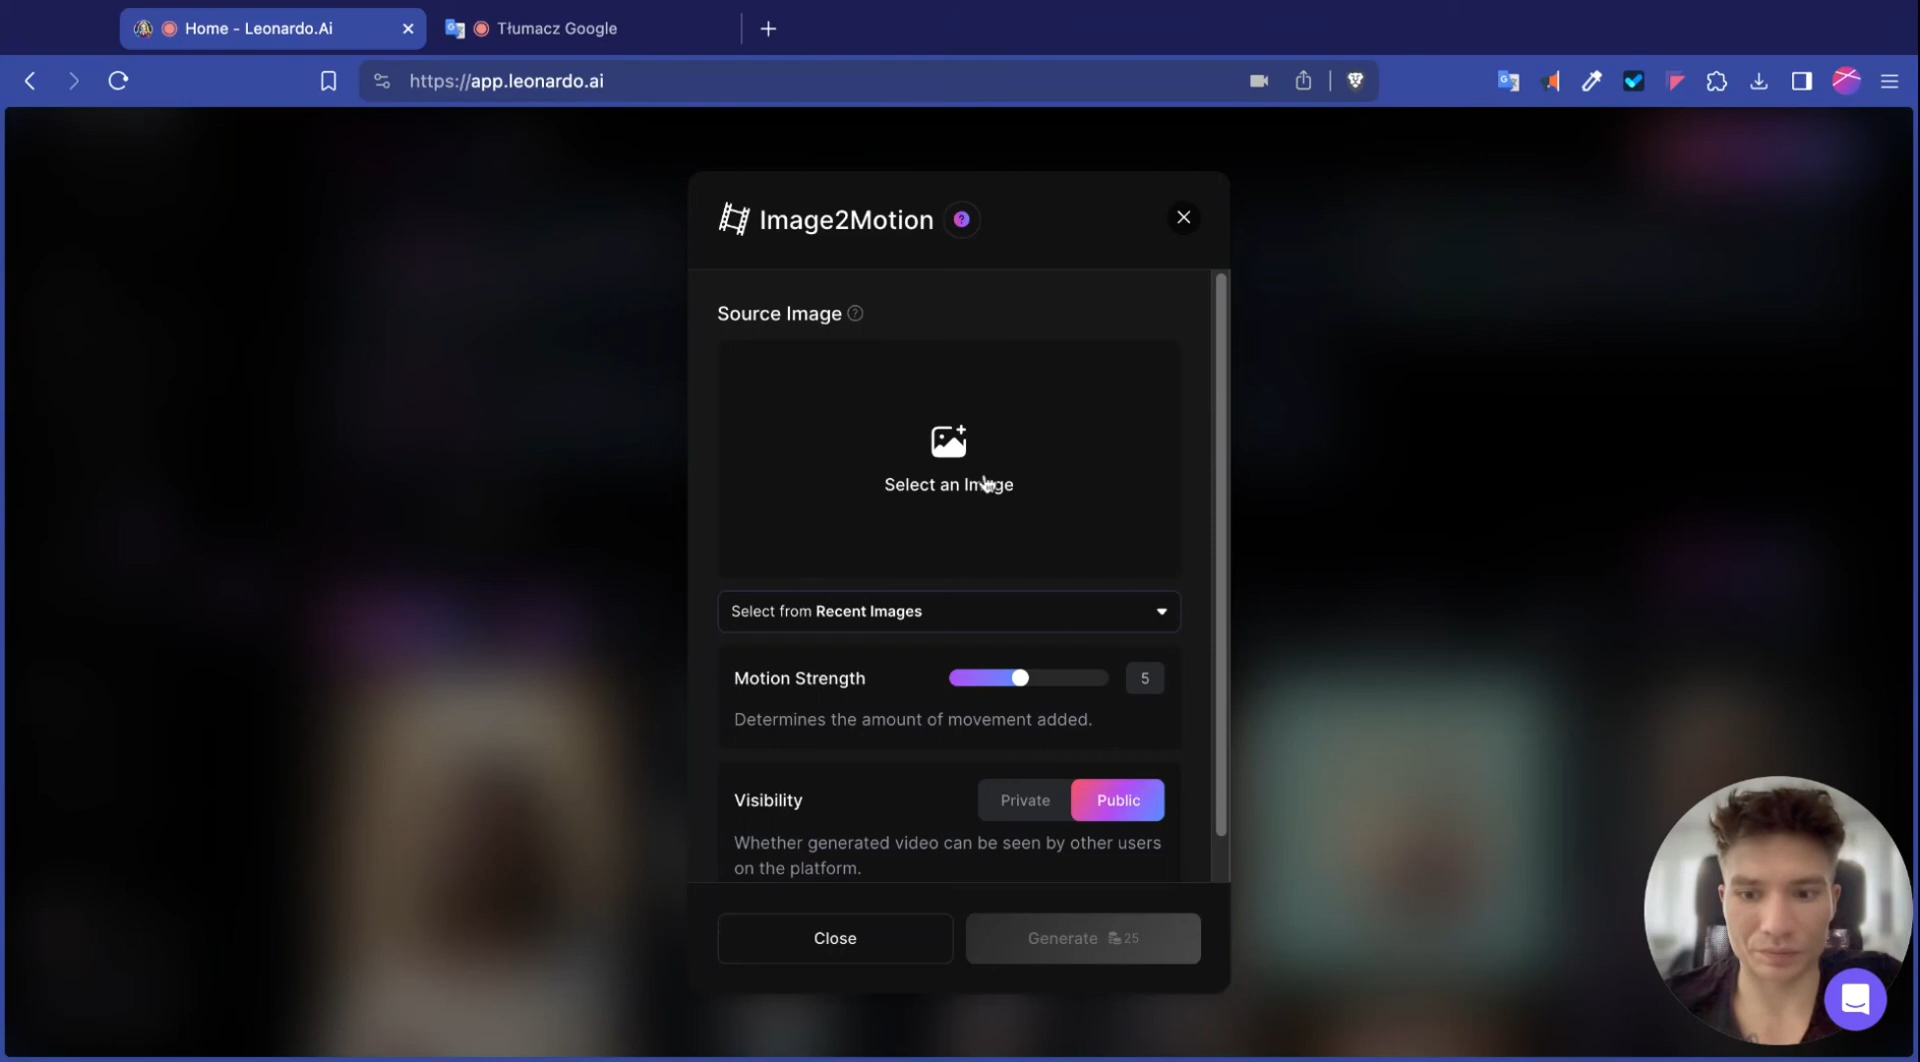 Home - Leonardo.Ai
Tłumacz Google
https://app.leonardo.ai
Image2Motion
?
Source Image
?
Select an Image
Select from Recent Images
Motion Strength
5
Determines the amount of movement added.
Visibility
Private
Public
Whether generated video can be seen by other users
on the platform.
Close
Generate 25